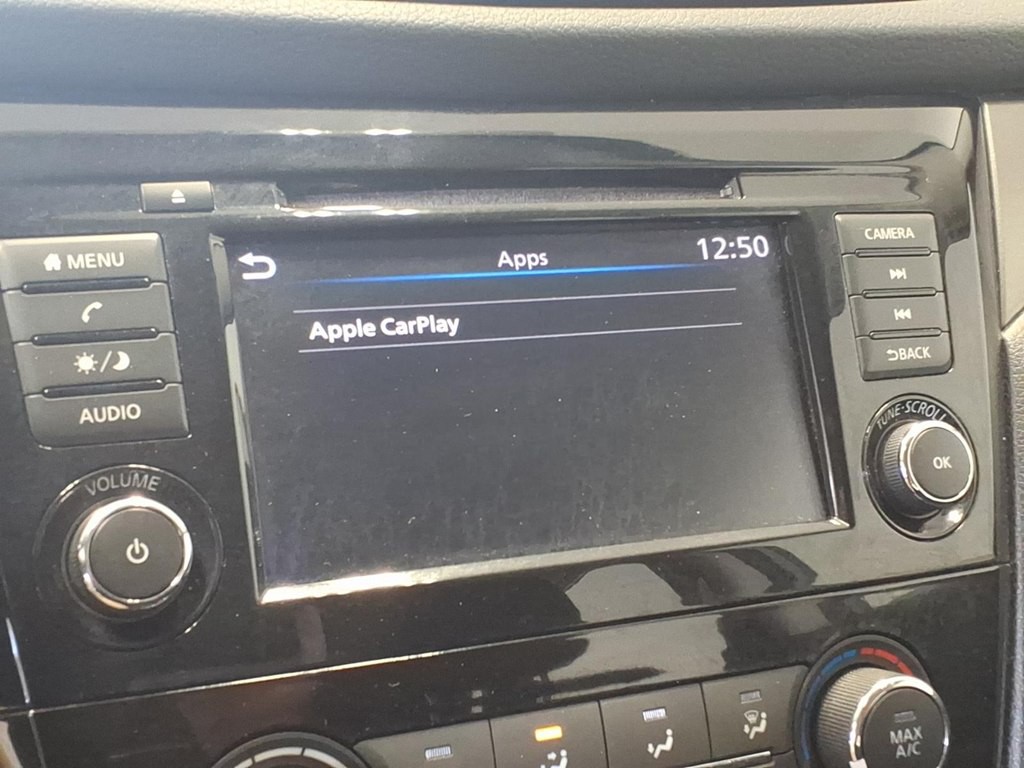 MENU
AUDIO
VOLUME
Apps
12:50
Apple CarPlay
CAMERA
BACK
TUNE·SCROLL
OK
MAX
A/C